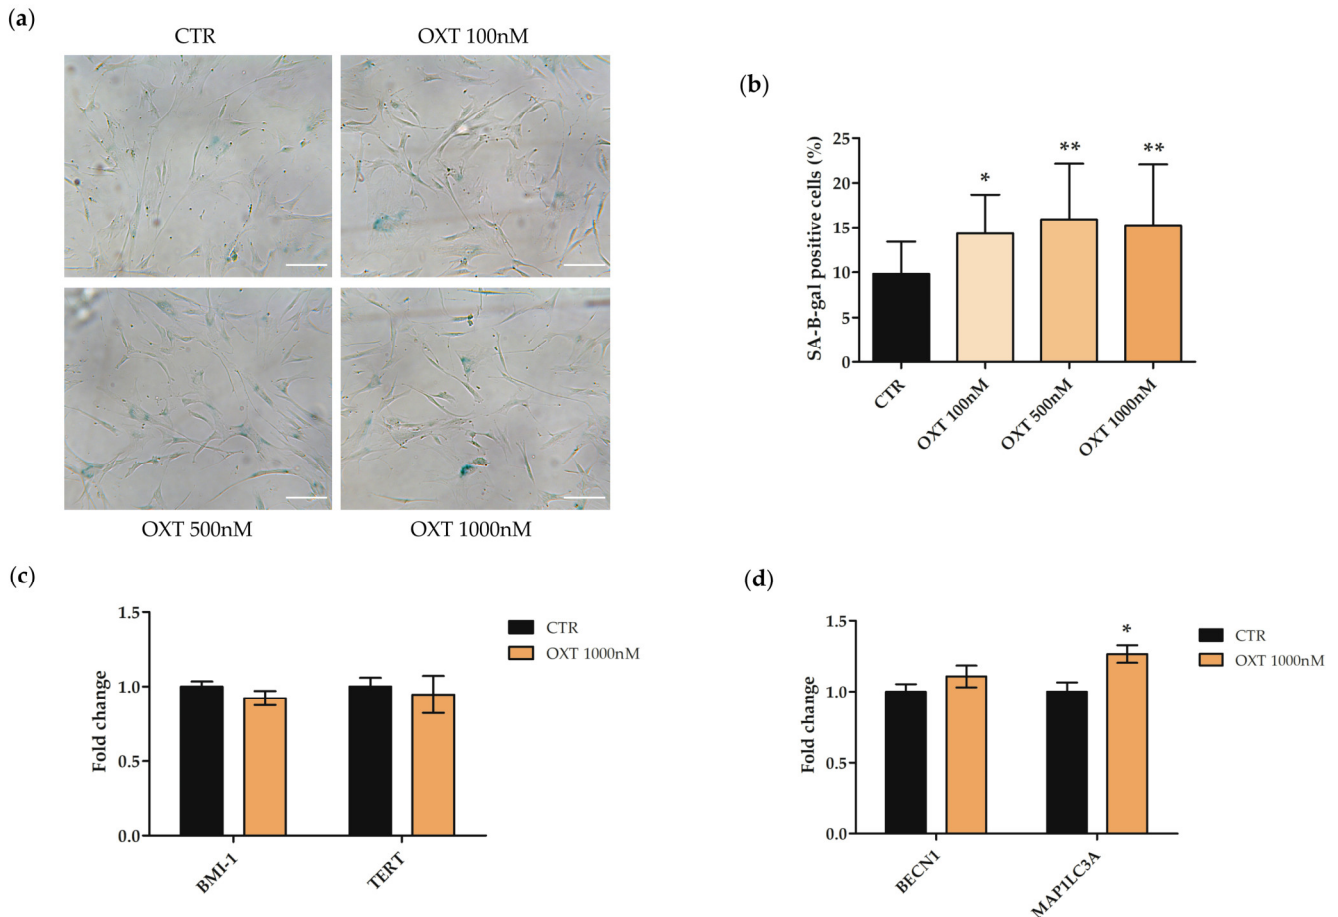 (a)
CTR
OXT 100nM
OXT 500nM
OXT 1000nM
(b)
SA-B-gal positive cells (%)
25
20
15
10
5
0
*
**
**
CTR
OXT 100nM
OXT 500nM
OXT 1000nM
(c)
Fold change
1.5
1.0
0.5
0.0
CTR
OXT 1000nM
BMI-1
TERT
(d)
Fold change
1.5
1.0
0.5
0.0
*
CTR
OXT 1000nM
BECN1
MAP1LC3A